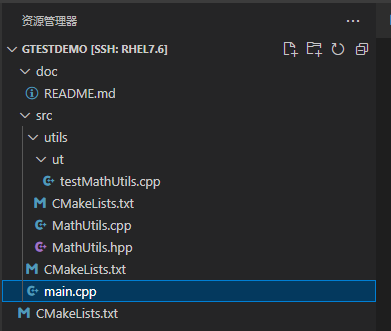 资源管理器
GTESTDEMO [SSH: RHEL7.6]
doc
README.md
src
utils
ut
testMathUtils.cpp
CMakeLists.txt
MathUtils.cpp
MathUtils.hpp
CMakeLists.txt
main.cpp
CMakeLists.txt